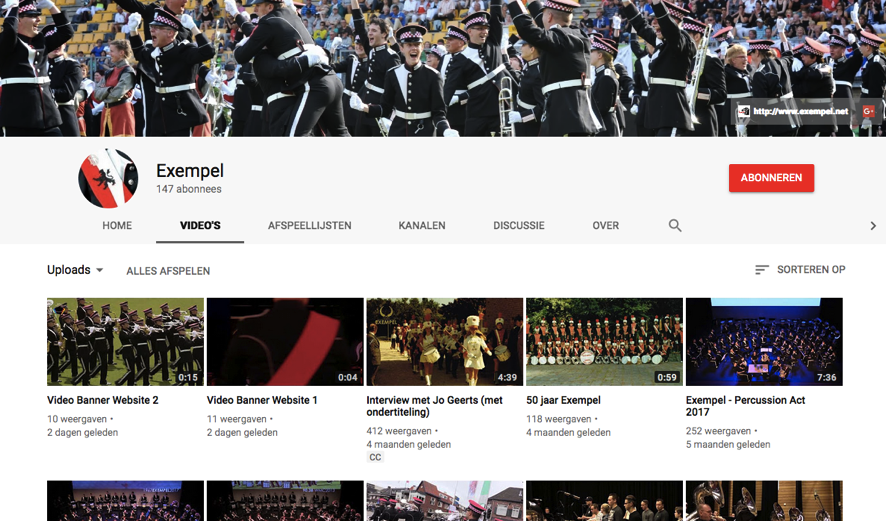 http://www.exempel.net
G+
Exempel
147 abonnees
ABONNEREN
HOME
VIDEO'S
AFSPEELLIJSTEN
KANALEN
DISCUSSIE
OVER
Uploads
ALLES AFSPELEN
SORTEREN OP
0:15
0:04
EXEMPEL
4:39
0:59
7:36
Video Banner Website 2
10 weergaven •
2 dagen geleden
Video Banner Website 1
11 weergaven •
2 dagen geleden
Interview met Jo Geerts (met
ondertiteling)
412 weergaven •
4 maanden geleden
CC
50 jaar Exempel
118 weergaven •
4 maanden geleden
Exempel - Percussion Act
2017
252 weergaven •
5 maanden geleden